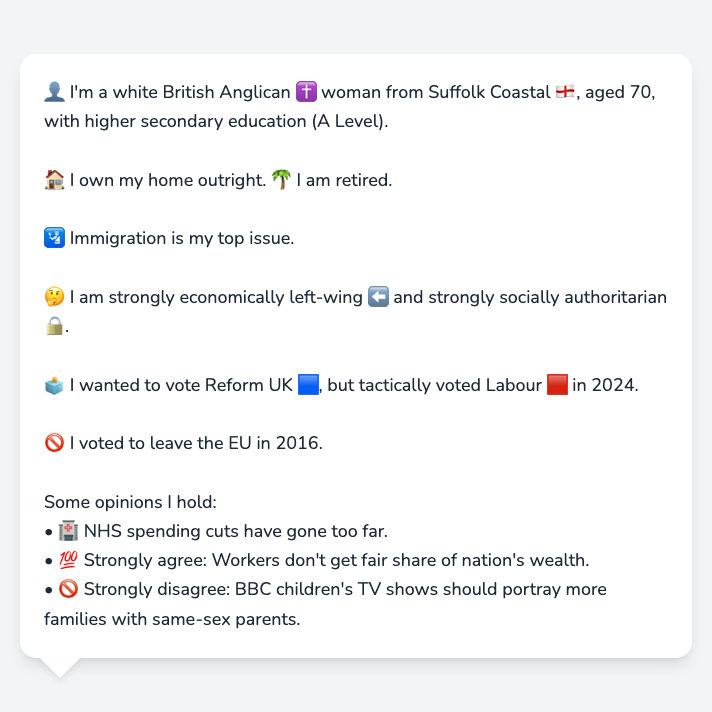 👤 I'm a white British Anglican ✝️ woman from Suffolk Coastal 🏴󠁧󠁢󠁥󠁮󠁧󠁿, aged 70,
with higher secondary education (A Level).
🏠 I own my home outright. 🌴 I am retired.
🛂 Immigration is my top issue.
🤔 I am strongly economically left-wing ⬅️ and strongly socially authoritarian
🔒.
🗳️ I wanted to vote Reform UK 🟦, but tactically voted Labour 🟥 in 2024.
🚫 I voted to leave the EU in 2016.
Some opinions I hold:
• 🏥 NHS spending cuts have gone too far.
• 💯 Strongly agree: Workers don't get fair share of nation's wealth.
• 🚫 Strongly disagree: BBC children's TV shows should portray more
families with same-sex parents.